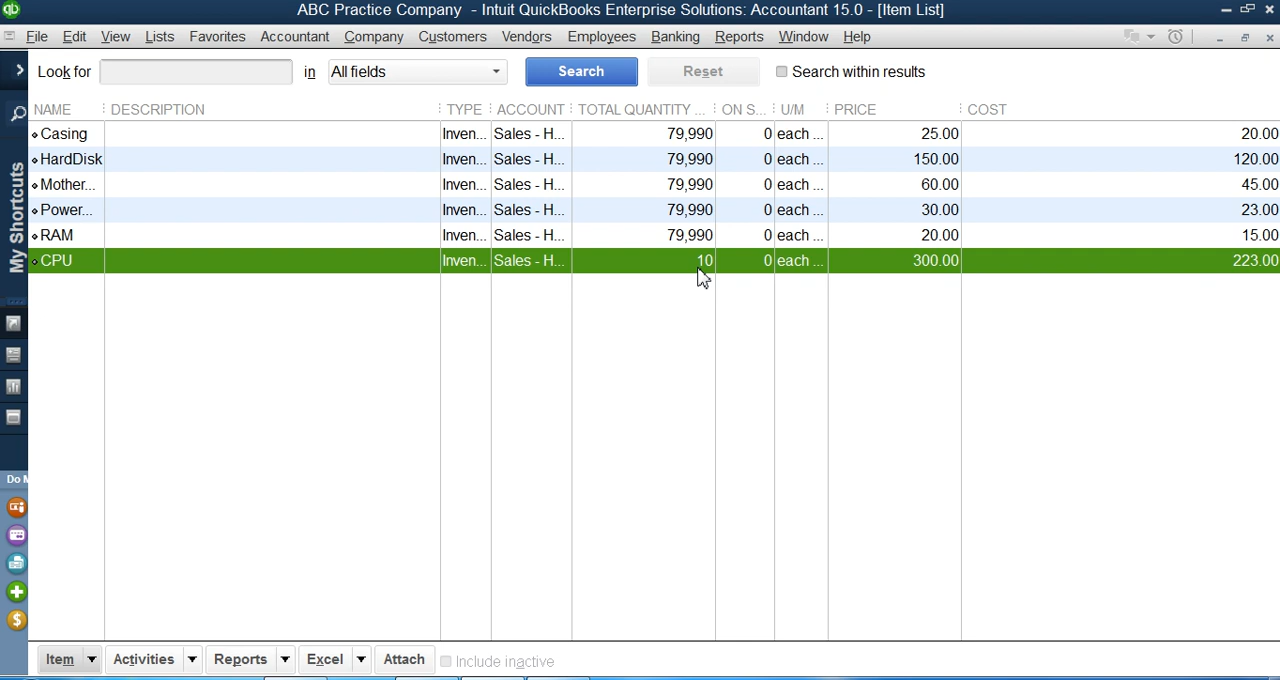 qb ABC Practice Company - Intuit QuickBooks Enterprise Solutions: Accountant 15.0 - [Item List]
File Edit View Lists Favorites Accountant Company Customers Vendors Employees Banking Reports Window Help
Look for in All fields Search Reset Search within results
NAME DESCRIPTION TYPE ACCOUNT TOTAL QUANTITY ... ON S... U/M PRICE COST
Casing Inven... Sales - H... 79,990 0 each ... 25.00 20.00
HardDisk Inven... Sales - H... 79,990 0 each ... 150.00 120.00
Mother... Inven... Sales - H... 79,990 0 each ... 60.00 45.00
Power... Inven... Sales - H... 79,990 0 each ... 30.00 23.00
RAM Inven... Sales - H... 79,990 0 each ... 20.00 15.00
CPU Inven... Sales - H... 10 0 each ... 300.00 223.00
My Shortcuts
Do M
Item Activities Reports Excel Attach Include inactive